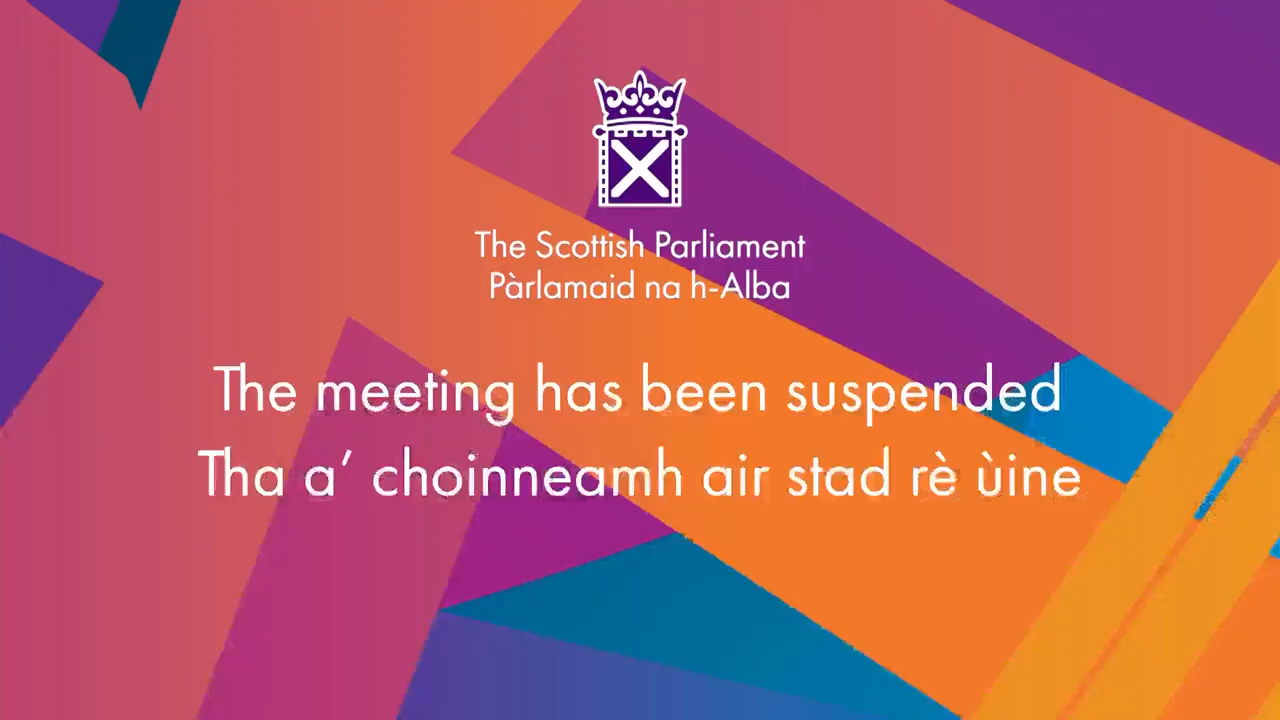 The Scottish Parliament
Pàrlamaid na h-Alba
The meeting has been suspended
Tha a’ choinneamh air stad rè ùine